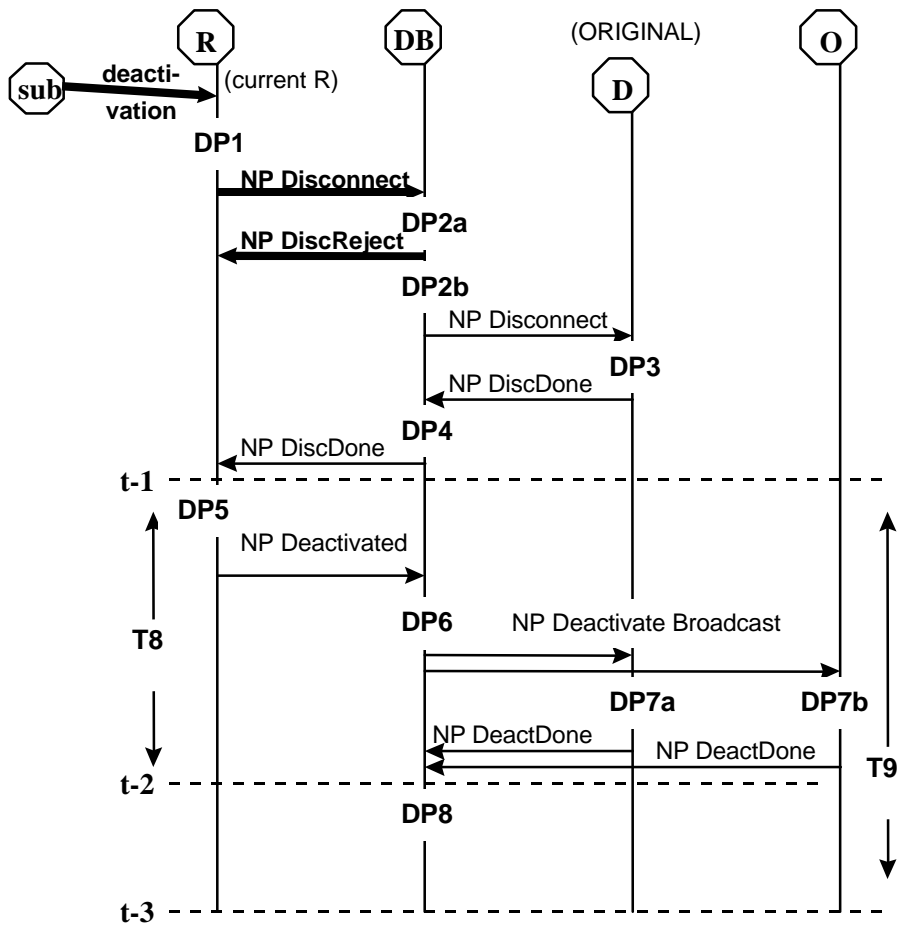 R
DB
(ORIGINAL)
O
sub
deacti-
vation
(current R)
D
DP1
NP Disconnect
DP2a
NP DiscReject
DP2b
NP Disconnect
DP3
NP DiscDone
DP4
NP DiscDone
t-1
DP5
NP Deactivated
DP6
NP Deactivate Broadcast
T8
DP7a
DP7b
NP DeactDone
NP DeactDone
T9
t-2
DP8
t-3